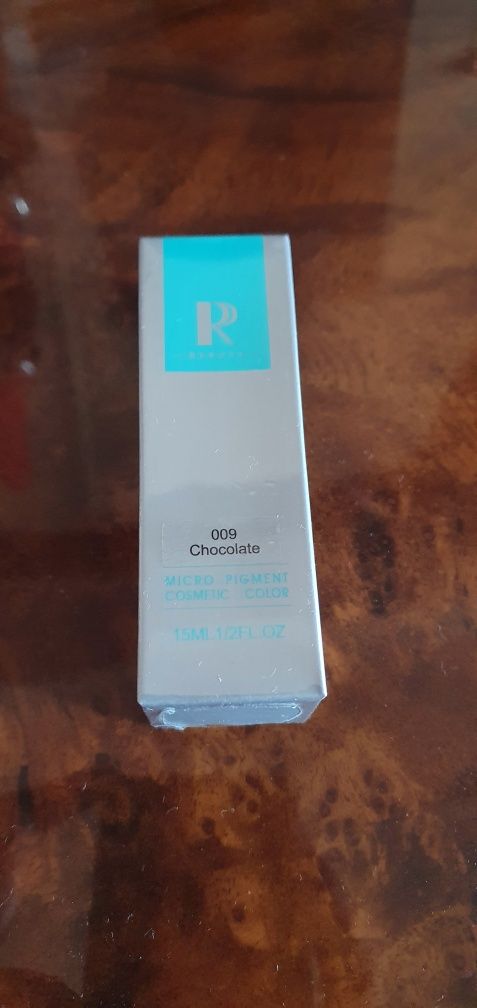 R
009
Chocolate
MICRO PIGMENT
COSMETIC COLOR
15ML1/2FL.OZ